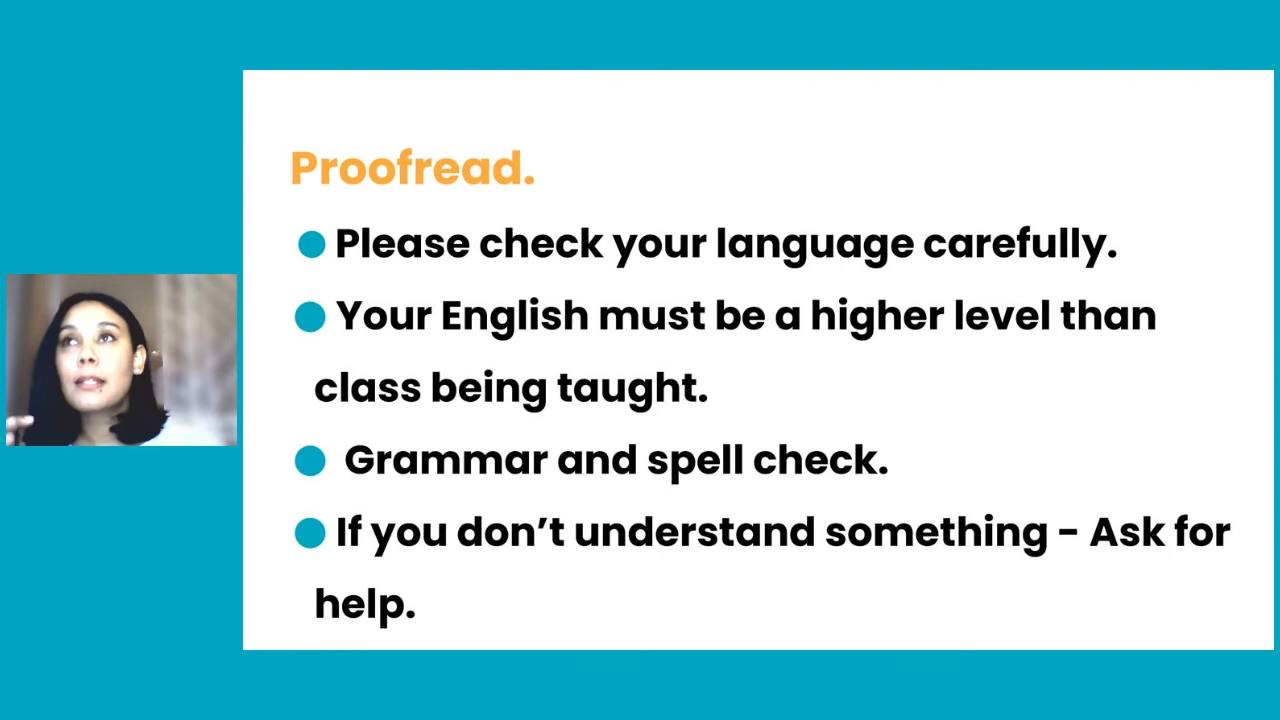 Proofread.
Please check your language carefully.
Your English must be a higher level than
class being taught.
Grammar and spell check.
If you don’t understand something - Ask for
help.